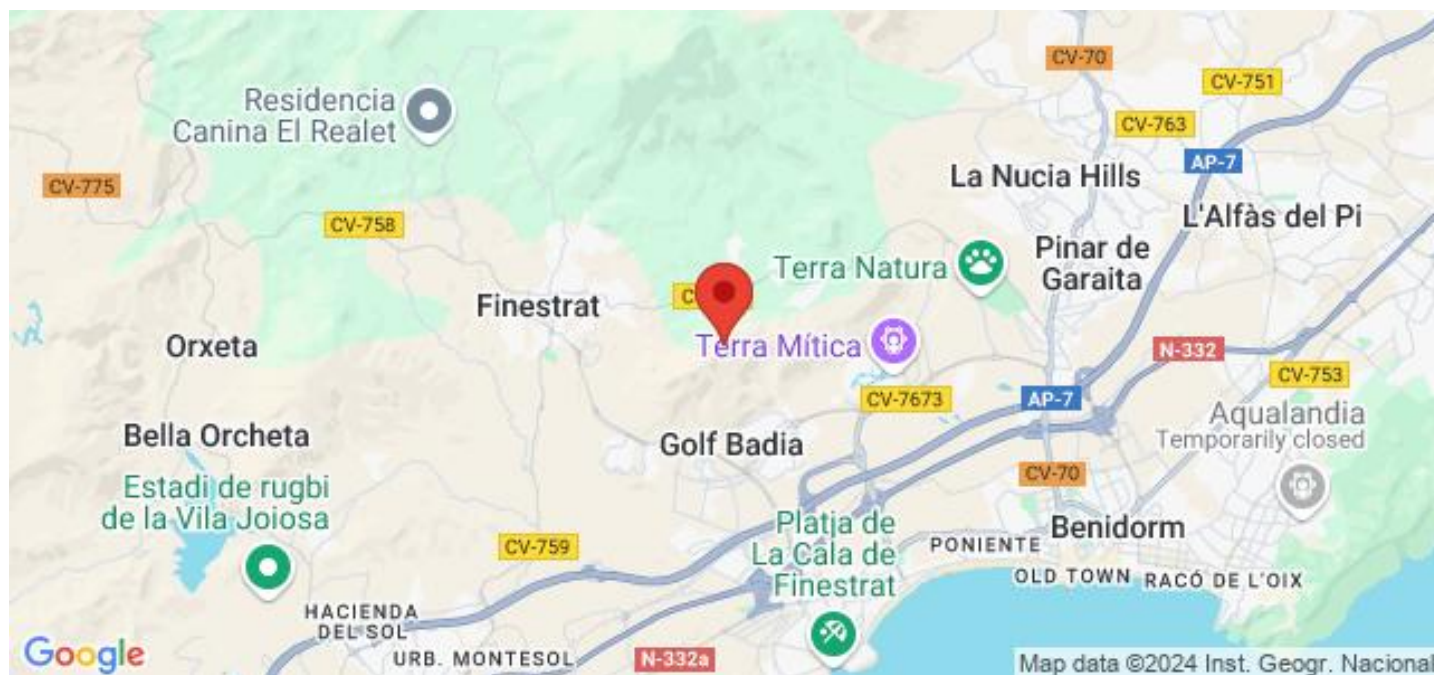 CV-70
CV-751
Residencia
Canina El Realet
CV-763
AP-7
La Nucia Hills
CV-775
L'Alfàs del Pi
CV-758
Pinar de
Garaita
Terra Natura
Finestrat
Orxeta
Terra Mítica
N-332
CV-753
CV-7673
AP-7
Aqualandia
Temporarily closed
Bella Orcheta
Golf Badia
CV-70
Estadi de rugbi
de la Vila Joiosa
Platja de
La Cala de
Finestrat
Benidorm
CV-759
PONIENTE
OLD TOWN
RACÓ DE L'OIX
HACIENDA
DEL SOL
URB. MONTESOL
N-332a
Google
Map data ©2024 Inst. Geogr. Nacional